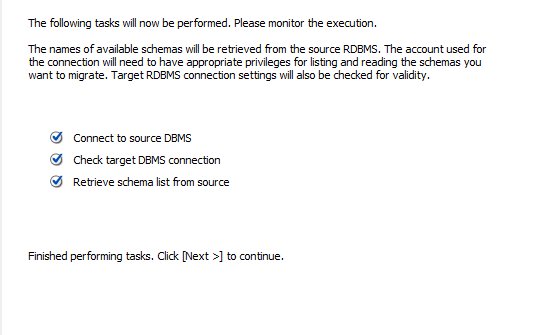 The following tasks will now be performed. Please monitor the execution.
The names of available schemas will be retrieved from the source RDBMS. The account used for
the connection will need to have appropriate privileges for listing and reading the schemas you
want to migrate. Target RDBMS connection settings will also be checked for validity.
Connect to source DBMS
Check target DBMS connection
Retrieve schema list from source
Finished performing tasks. Click [Next >] to continue.